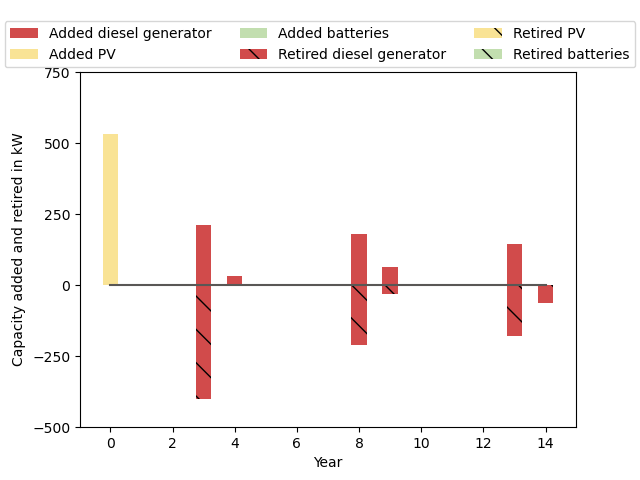 Added diesel generator
Added PV
Added batteries
Retired diesel generator
Retired PV
Retired batteries
750
500
250
0
−250
−500
Capacity added and retired in kW
0 2 4 6 8 10 12 14
Year